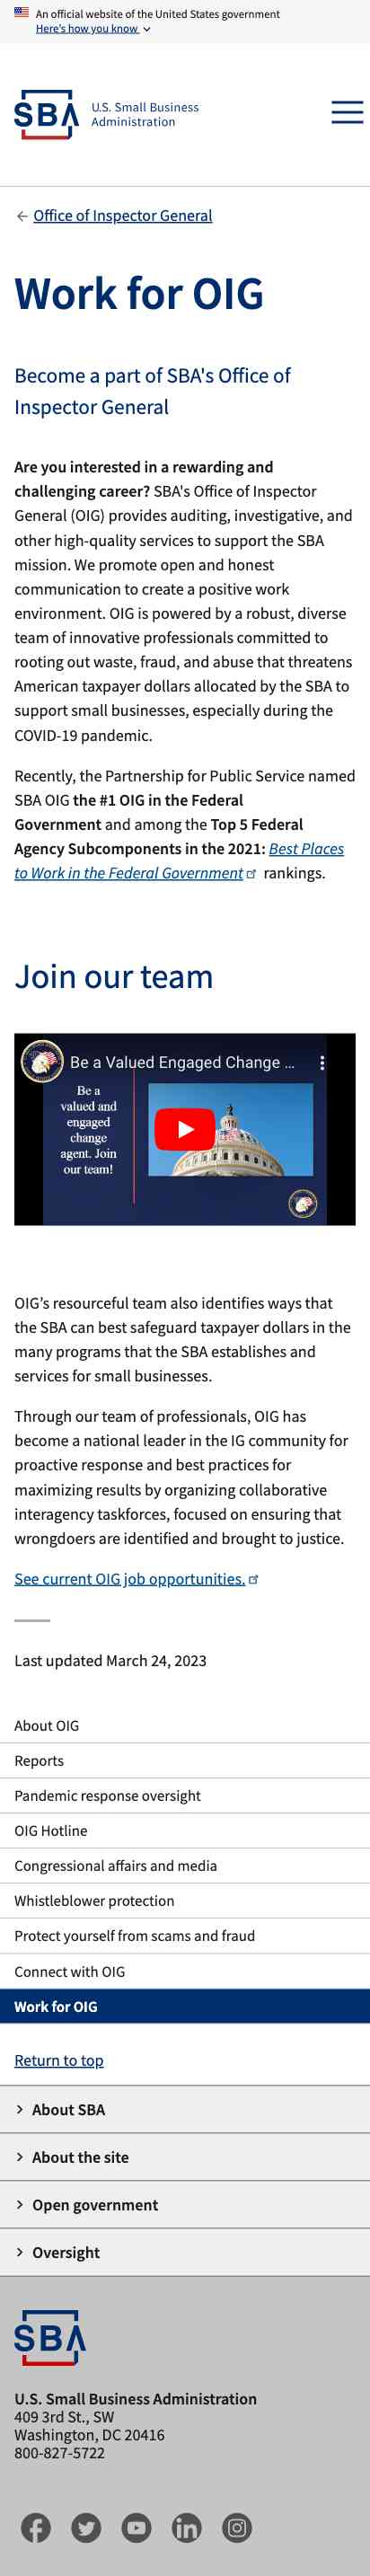 An official website of the United States government
Here's how you know
SBA
U.S. Small Business
Administration
Office of Inspector General
Work for OIG
Become a part of SBA's Office of
Inspector General
Are you interested in a rewarding and
challenging career? SBA's Office of Inspector
General (OIG) provides auditing, investigative, and
other high-quality services to support the SBA
mission. We promote open and honest
communication to create a positive work
environment. OIG is powered by a robust, diverse
team of innovative professionals committed to
rooting out waste, fraud, and abuse that threatens
American taxpayer dollars allocated by the SBA to
support small businesses, especially during the
COVID-19 pandemic.
Recently, the Partnership for Public Service named
SBA OIG the #1 OIG in the Federal
Government and among the Top 5 Federal
Agency Subcomponents in the 2021: Best Places
to Work in the Federal Government rankings.
Join our team
Be a Valued Engaged Change ...
Be a
valued and
engaged
change
agent. Join
our team!
OIG’s resourceful team also identifies ways that
the SBA can best safeguard taxpayer dollars in the
many programs that the SBA establishes and
services for small businesses.
Through our team of professionals, OIG has
become a national leader in the IG community for
proactive response and best practices for
maximizing results by organizing collaborative
interagency taskforces, focused on ensuring that
wrongdoers are identified and brought to justice.
See current OIG job opportunities.
Last updated March 24, 2023
About OIG
Reports
Pandemic response oversight
OIG Hotline
Congressional affairs and media
Whistleblower protection
Protect yourself from scams and fraud
Connect with OIG
Work for OIG
Return to top
About SBA
About the site
Open government
Oversight
SBA
U.S. Small Business Administration
409 3rd St., SW
Washington, DC 20416
800-827-5722